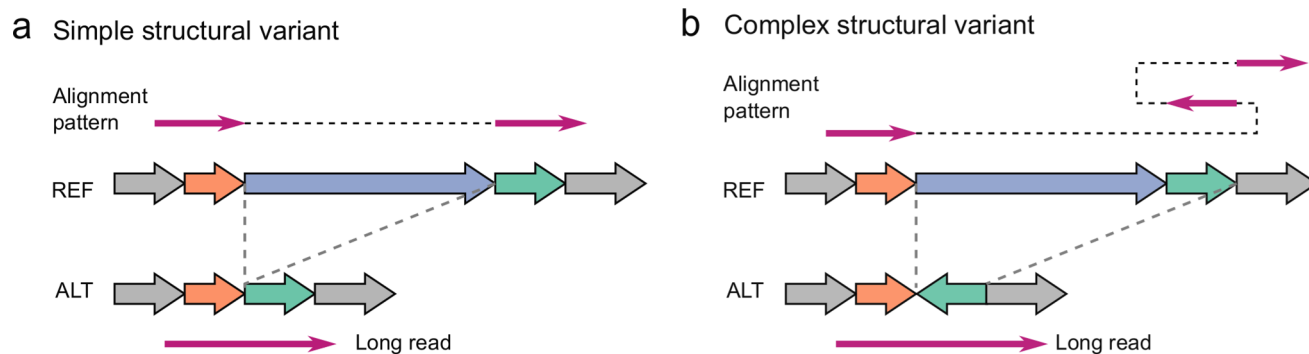 a Simple structural variant
Alignment
pattern
REF
ALT
Long read
b Complex structural variant
Alignment
pattern
REF
ALT
Long read